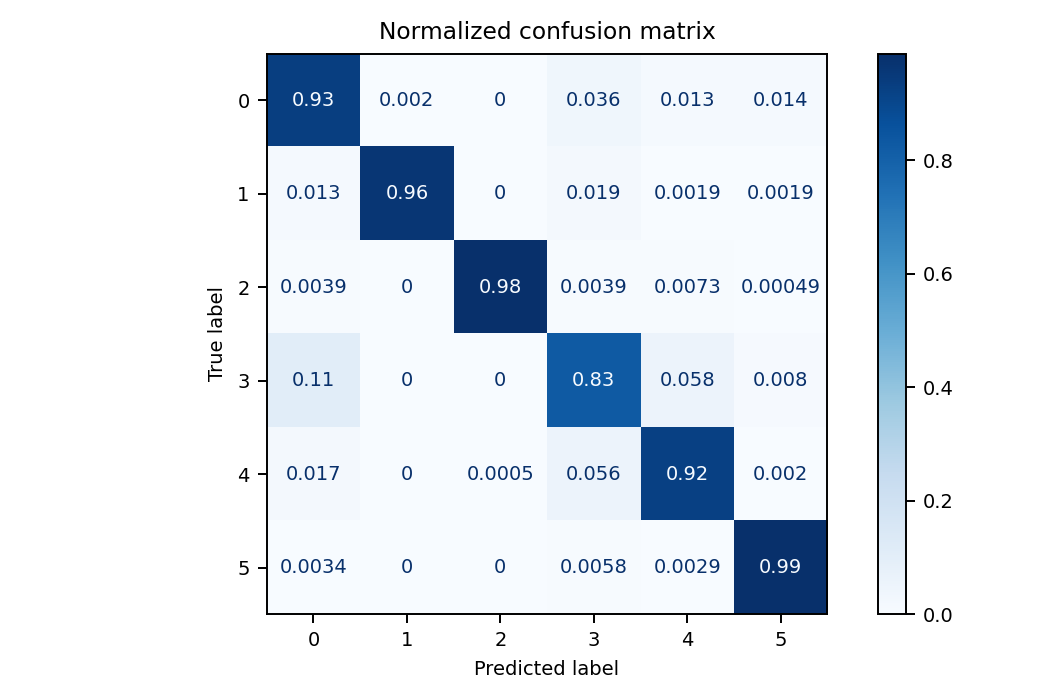 Normalized confusion matrix
0 0.93 0.002 0 0.036 0.013 0.014
1 0.013 0.96 0 0.019 0.0019 0.0019
2 0.0039 0 0.98 0.0039 0.0073 0.00049
3 0.11 0 0 0.83 0.058 0.008
4 0.017 0 0.0005 0.056 0.92 0.002
5 0.0034 0 0 0.0058 0.0029 0.99
0 1 2 3 4 5
Predicted label
True label
0.8
0.6
0.4
0.2
0.0